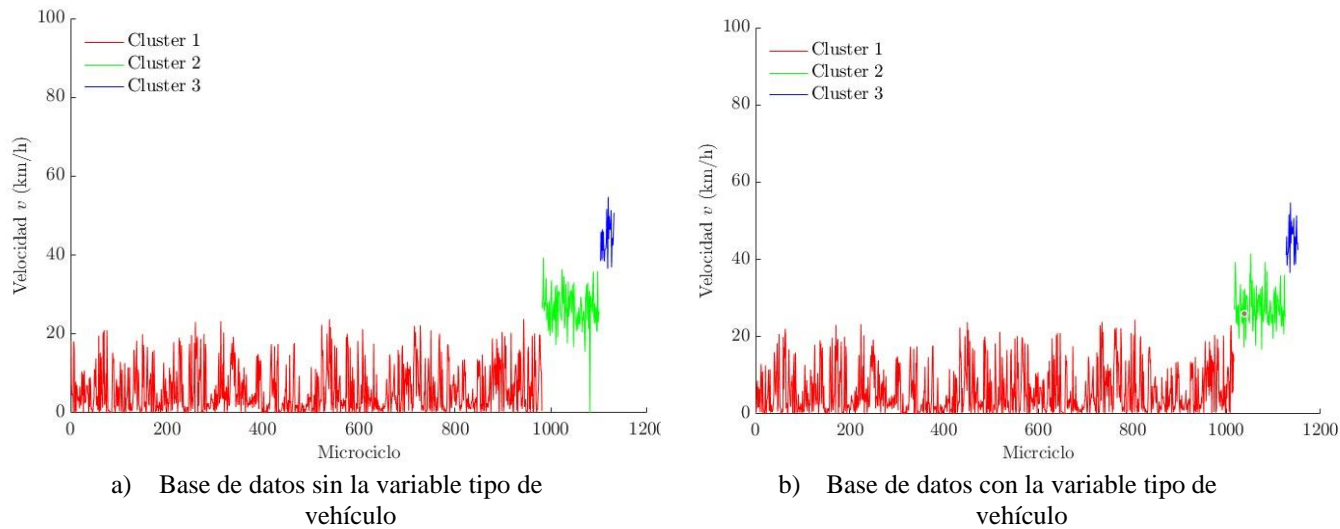 100
80
60
40
20
0
Velocidad v (km/h)
Cluster 1
Cluster 2
Cluster 3
0 200 400 600 800 1000 1200
Microciclo
a) Base de datos sin la variable tipo de
vehículo
100
80
60
40
20
0
Velocidad v (km/h)
Cluster 1
Cluster 2
Cluster 3
0 200 400 600 800 1000 1200
Micrciclo
b) Base de datos con la variable tipo de
vehículo